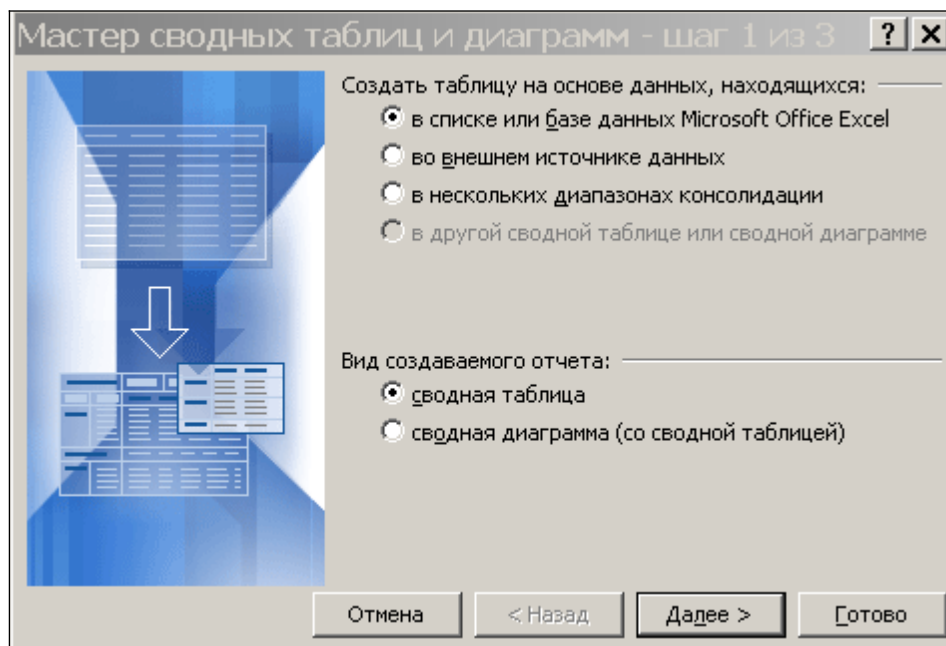 Мастер сводных таблиц и диаграмм - шаг 1 из 3
Создать таблицу на основе данных, находящихся:
в списке или базе данных Microsoft Office Excel
во внешнем источнике данных
в нескольких диапазонах консолидации
в другой сводной таблице или сводной диаграмме
Вид создаваемого отчета:
сводная таблица
сводная диаграмма (со сводной таблицей)
Отмена
< Назад
Далее >
Готово